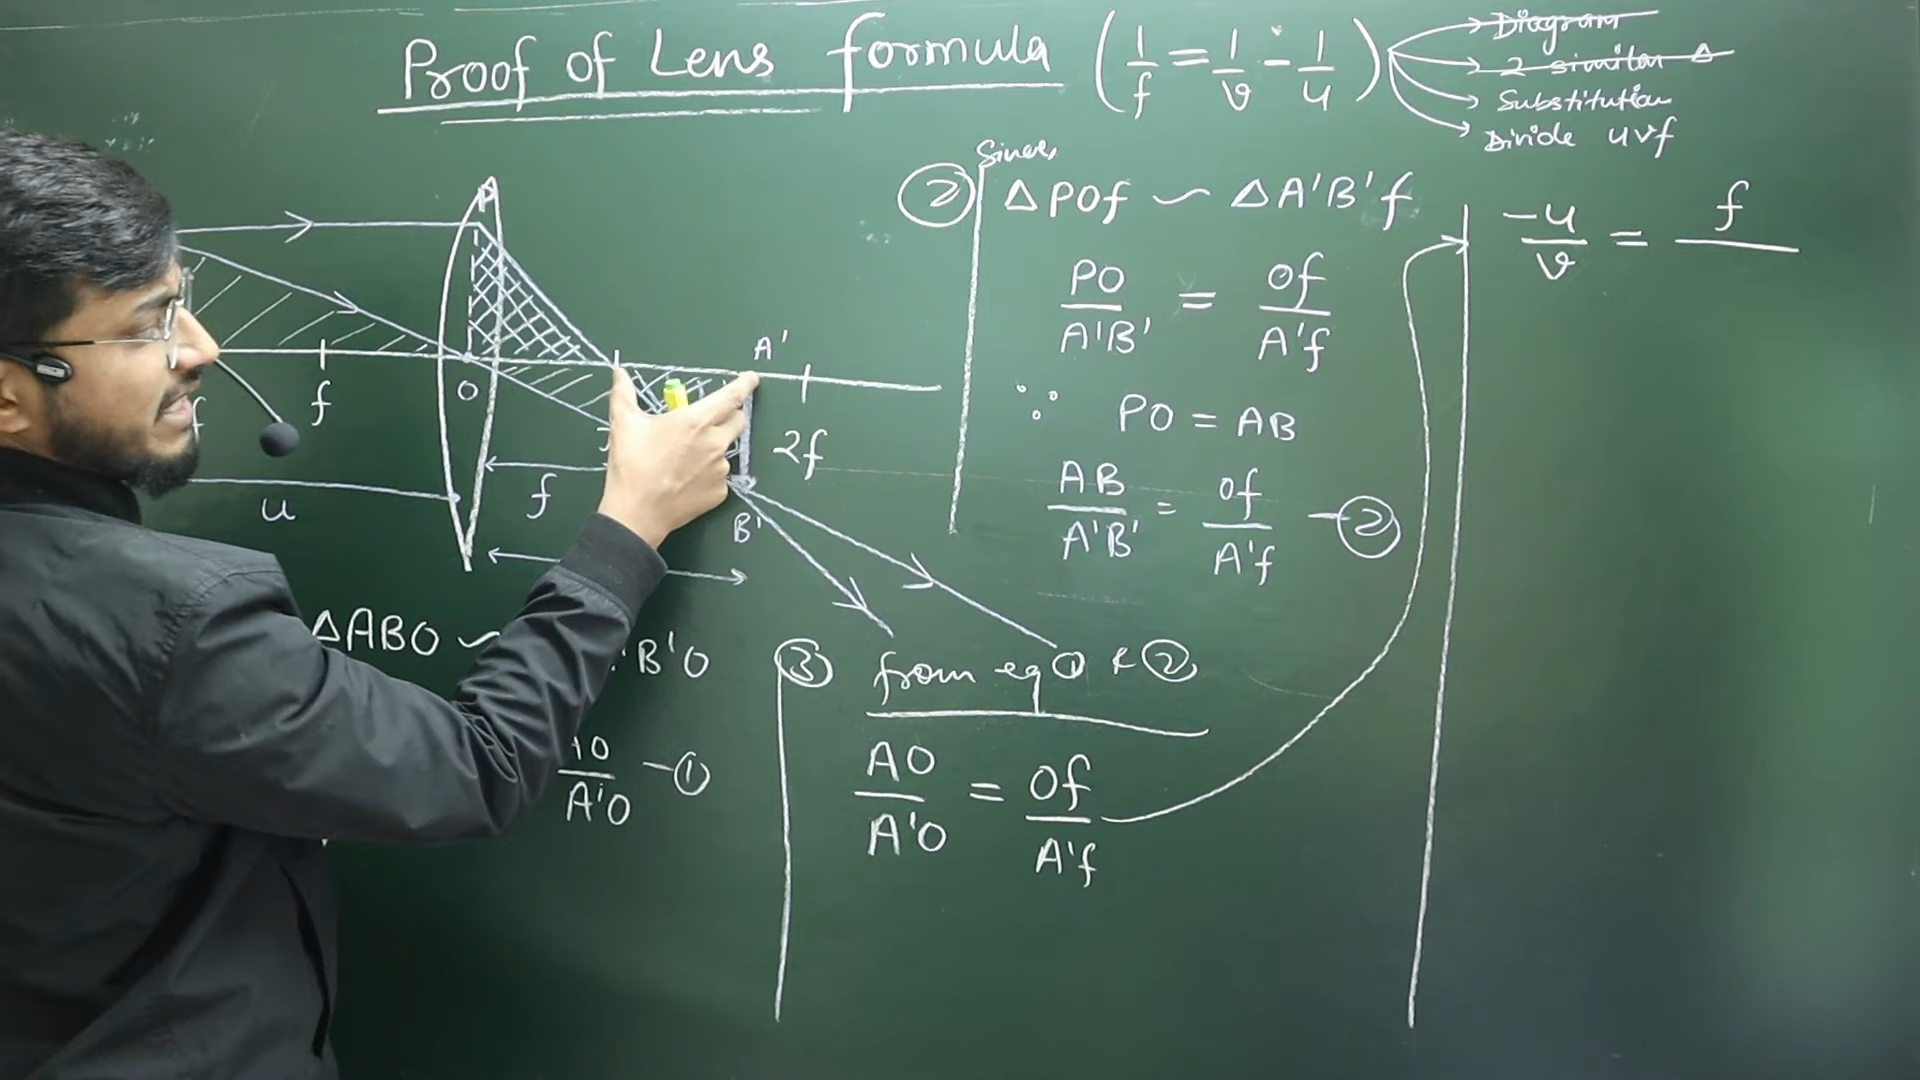 Proof of Lens formula (1/f = 1/v - 1/u)
Diagram
2 similar Δ
Substitution
Divide uvf
P
O
f
A'
2f
u
f
B'
ΔABO ~ 'B'O
AO/A'O - ①
② Since,
ΔPOf ~ ΔA'B'f
PO/A'B' = Of/A'f
∵ PO = AB
AB/A'B' = Of/A'f - ②
③ from eq ① & ②
AO/A'O = Of/A'f
-u/v = f/